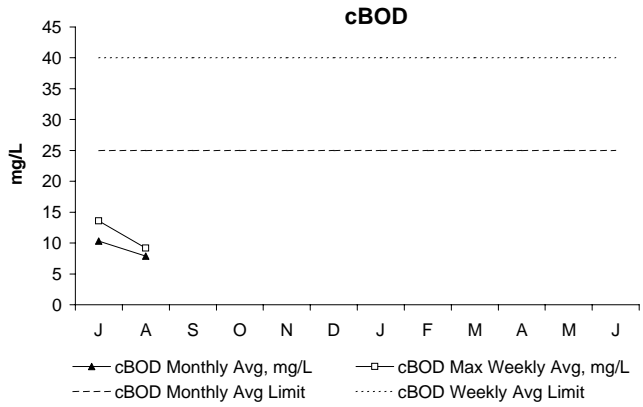 cBOD
45
40
35
30
25
20
15
10
5
0
mg/L
J A S O N D J F M A M J
cBOD Monthly Avg, mg/L cBOD Max Weekly Avg, mg/L
cBOD Monthly Avg Limit cBOD Weekly Avg Limit